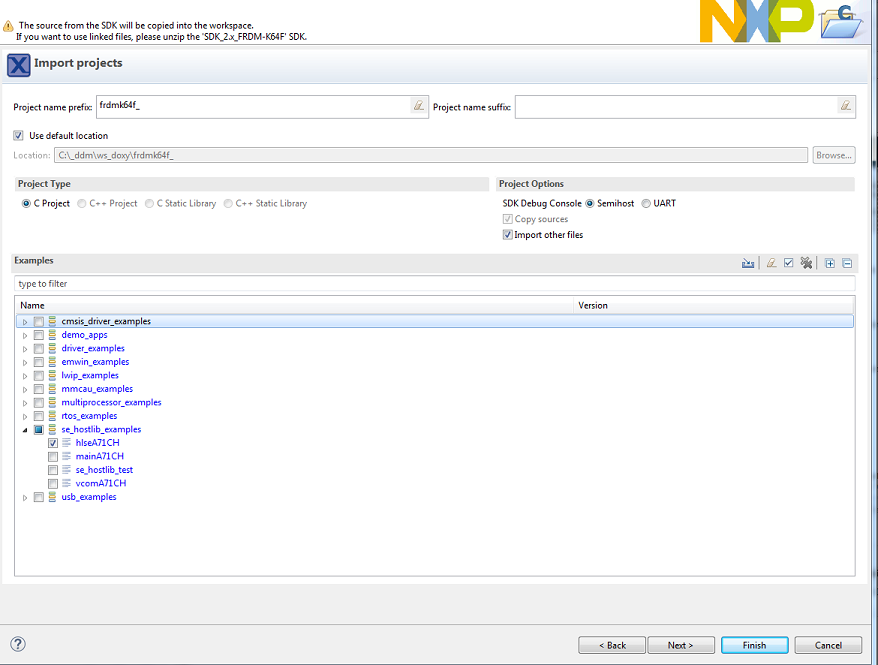 The source from the SDK will be copied into the workspace.
If you want to use linked files, please unzip the 'SDK_2.x_FRDM-K64F' SDK.
NXP
C
Import projects
Project name prefix: frdmk64f_ Project name suffix:
Use default location
Location: C:\_ddm\ws_doxy\frdmk64f_ Browse...
Project Type Project Options
C Project C++ Project C Static Library C++ Static Library SDK Debug Console Semihost UART
Copy sources
Import other files
Examples
type to filter
Name Version
cmsis_driver_examples
demo_apps
driver_examples
emwin_examples
lwip_examples
mmcau_examples
multiprocessor_examples
rtos_examples
se_hostlib_examples
hlseA71CH
mainA71CH
se_hostlib_test
vcomA71CH
usb_examples
? < Back Next > Finish Cancel